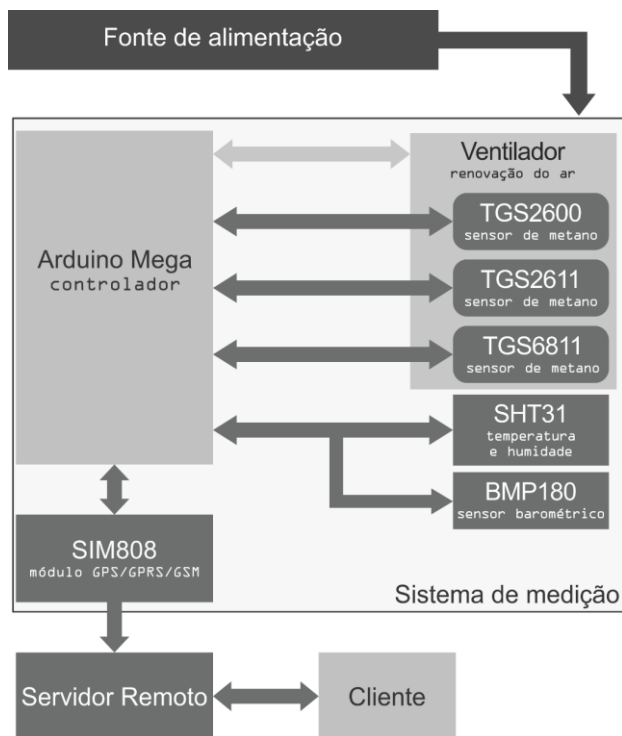 Fonte de alimentação
Ventilador
renovação do ar
TGS2600
sensor de metano
Arduino Mega
controlador
TGS2611
sensor de metano
TGS6811
sensor de metano
SHT31
temperatura
e humidade
BMP180
sensor barométrico
SIM808
módulo GPS/GPRS/GSM
Sistema de medição
Servidor Remoto
Cliente